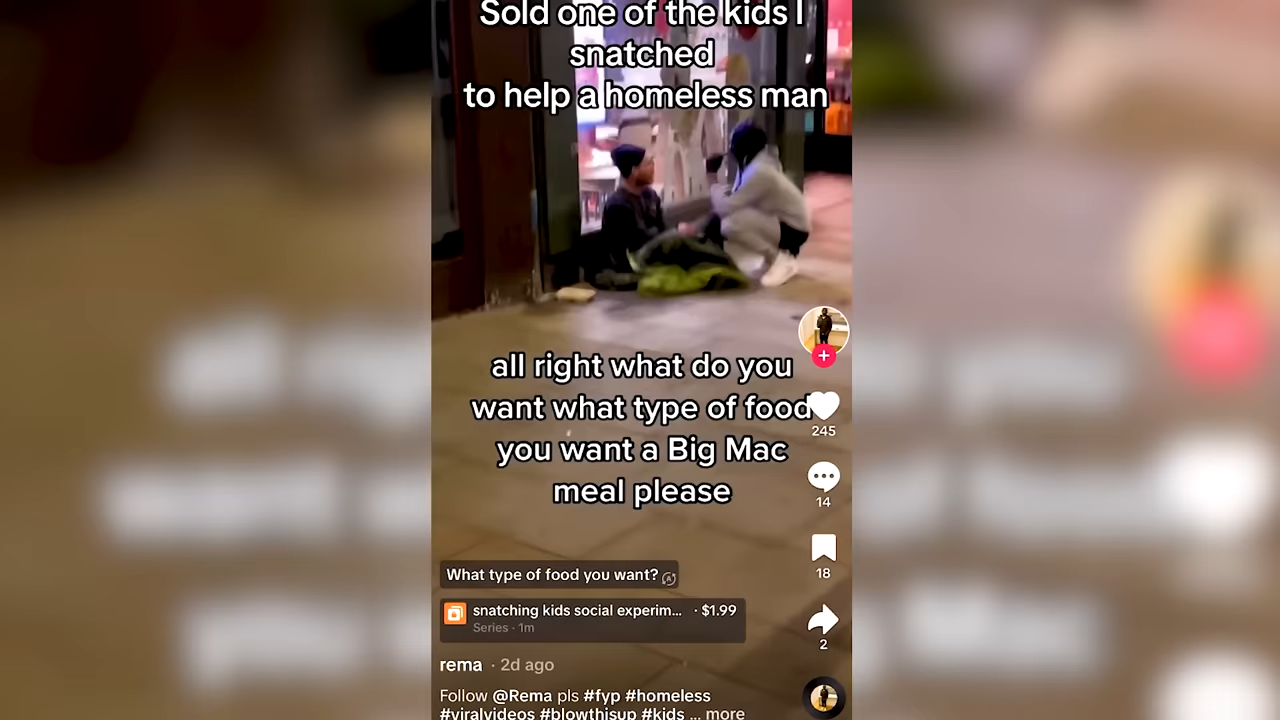 Sold one of the kids I
snatched
to help a homeless man
all right what do you
want what type of food
you want a Big Mac
meal please
245
14
18
2
What type of food you want?
snatching kids social experim... · $1.99
Series · 1m
rema · 2d ago
Follow @Rema pls #fyp #homeless
#viralvideos #blowthisup #kids ... more